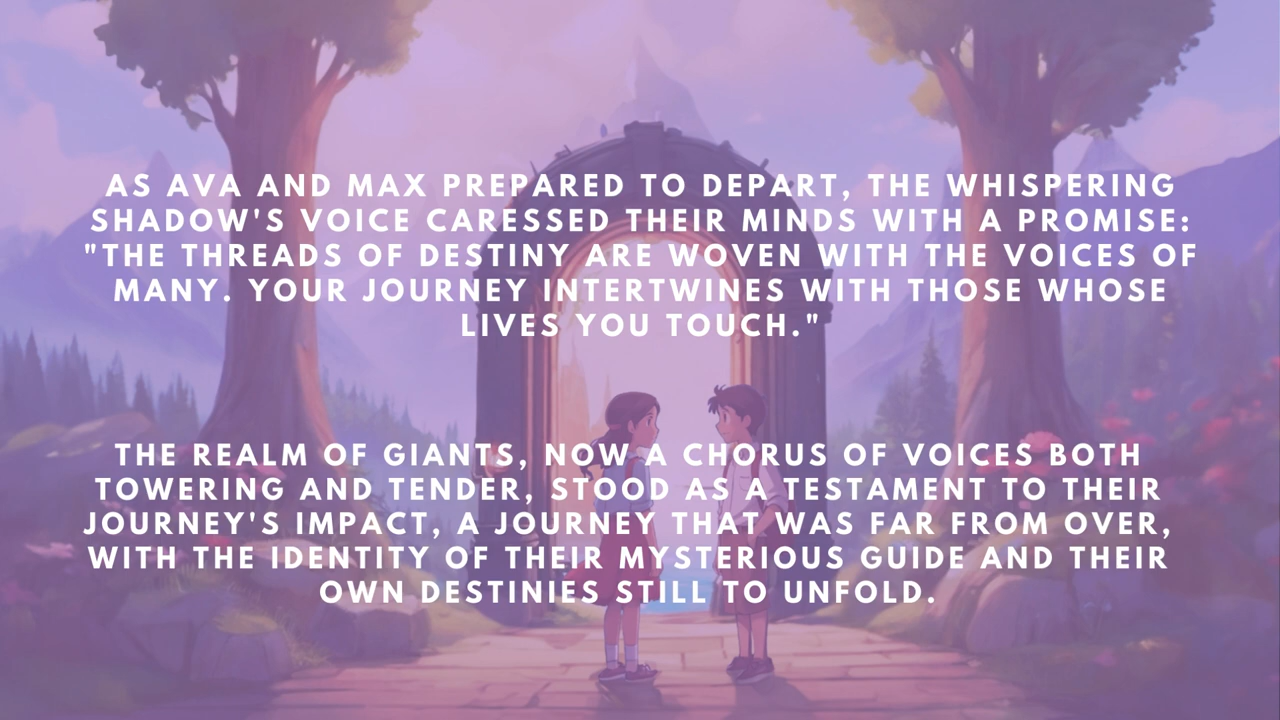 AS AVA AND MAX PREPARED TO DEPART, THE WHISPERING
SHADOW'S VOICE CARESSED THEIR MINDS WITH A PROMISE:
"THE THREADS OF DESTINY ARE WOVEN WITH THE VOICES OF
MANY. YOUR JOURNEY INTERTWINES WITH THOSE WHOSE
LIVES YOU TOUCH."
THE REALM OF GIANTS, NOW A CHORUS OF VOICES BOTH
TOWERING AND TENDER, STOOD AS A TESTAMENT TO THEIR
JOURNEY'S IMPACT, A JOURNEY THAT WAS FAR FROM OVER,
WITH THE IDENTITY OF THEIR MYSTERIOUS GUIDE AND THEIR
OWN DESTINIES STILL TO UNFOLD.